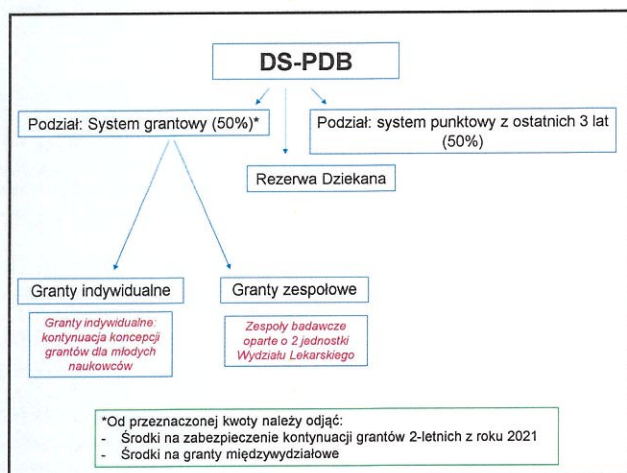 DS-PDB
Podział: System grantowy (50%)*
Podział: system punktowy z ostatnich 3 lat
(50%)
Rezerwa Dziekana
Granty indywidualne
Granty zespołowe
Granty indywidualne:
kontynuacja koncepcji
grantów dla młodych
naukowców
Zespoły badawcze
oparte o 2 jednostki
Wydziału Lekarskiego
*Od przeznaczonej kwoty należy odjąć:
- Środki na zabezpieczenie kontynuacji grantów 2-letnich z roku 2021
- Środki na granty międzywydziałowe